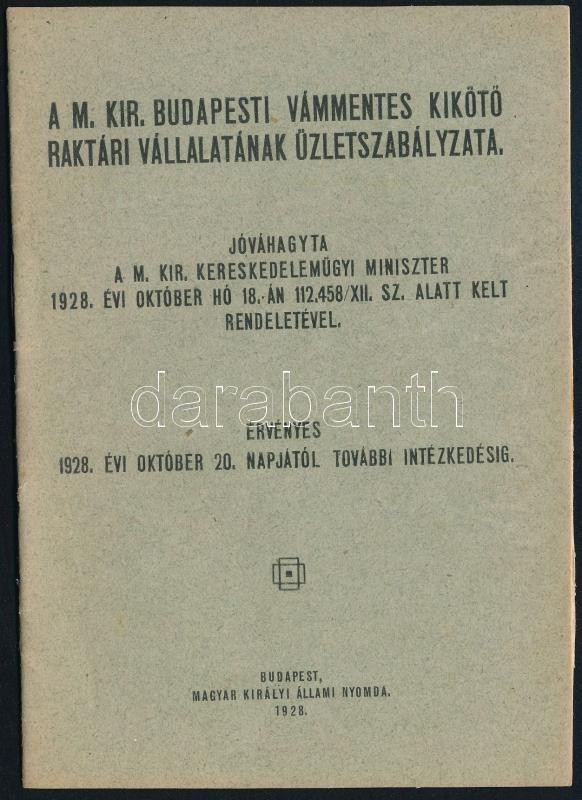 A M. KIR. BUDAPESTI VÁMMENTES KIKÖTŐ
RAKTÁRI VÁLLALATÁNAK ÜZLETSZABÁLYZATA.
JÓVÁHAGYTA
A M. KIR. KERESKEDELEMÜGYI MINISZTER
1928. ÉVI OKTÓBER HÓ 18.-ÁN 112.458/XII. SZ. ALATT KELT
RENDELETÉVEL.
darabanth
ÉRVÉNYES
1928. ÉVI OKTÓBER 20. NAPJÁTÓL TOVÁBBI INTÉZKEDÉSIG.
BUDAPEST,
MAGYAR KIRÁLYI ÁLLAMI NYOMDA.
1928.